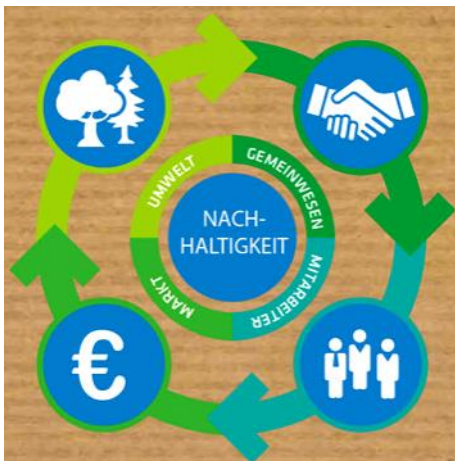 UMWELT
GEMEINWESEN
NACH-
HALTIGKEIT
MARKT
MITARBEITER
€